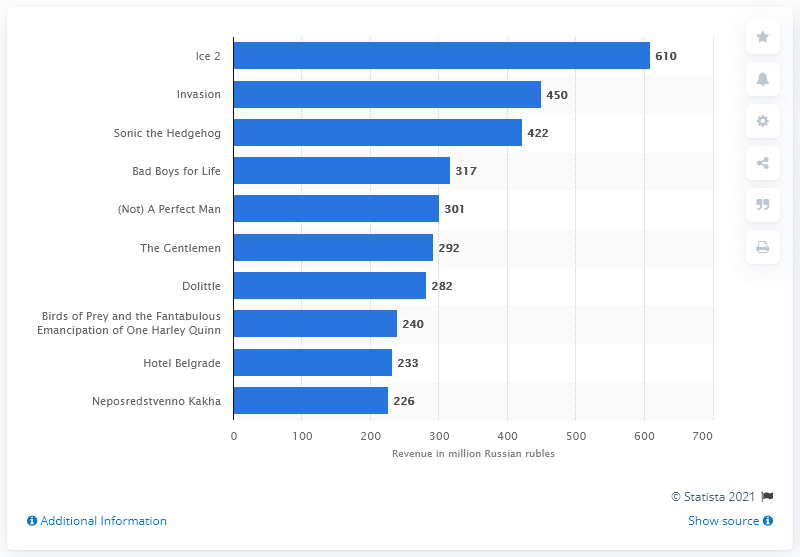 Ice 2
610
Invasion
450
Sonic the Hedgehog
422
Bad Boys for Life
317
(Not) A Perfect Man
301
The Gentlemen
292
Dolittle
282
Birds of Prey and the Fantabulous
Emancipation of One Harley Quinn
240
Hotel Belgrade
233
Neposredstvenno Kakha
226
0 100 200 300 400 500 600 700
Revenue in million Russian rubles
© Statista 2021
Additional Information
Show source